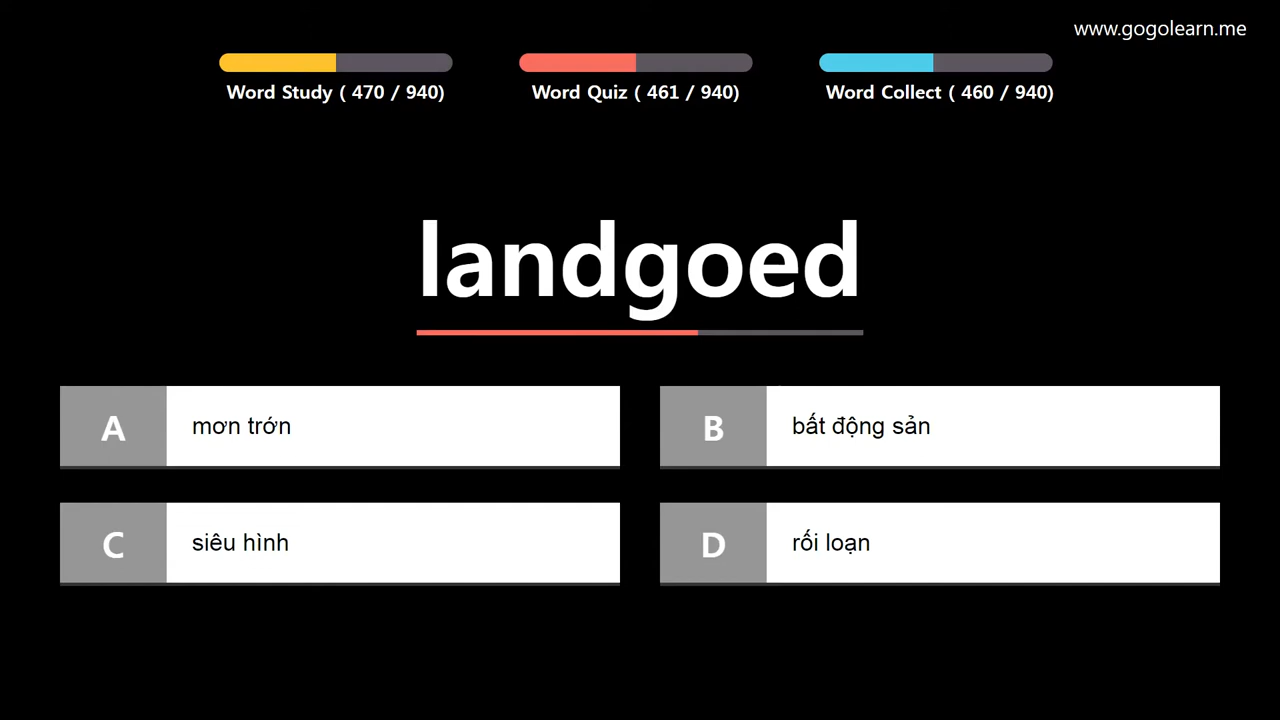 www.gogolearn.me
Word Study ( 470 / 940)
Word Quiz ( 461 / 940)
Word Collect ( 460 / 940)
landgoed
A
mơn trớn
B
bất động sản
C
siêu hình
D
rối loạn